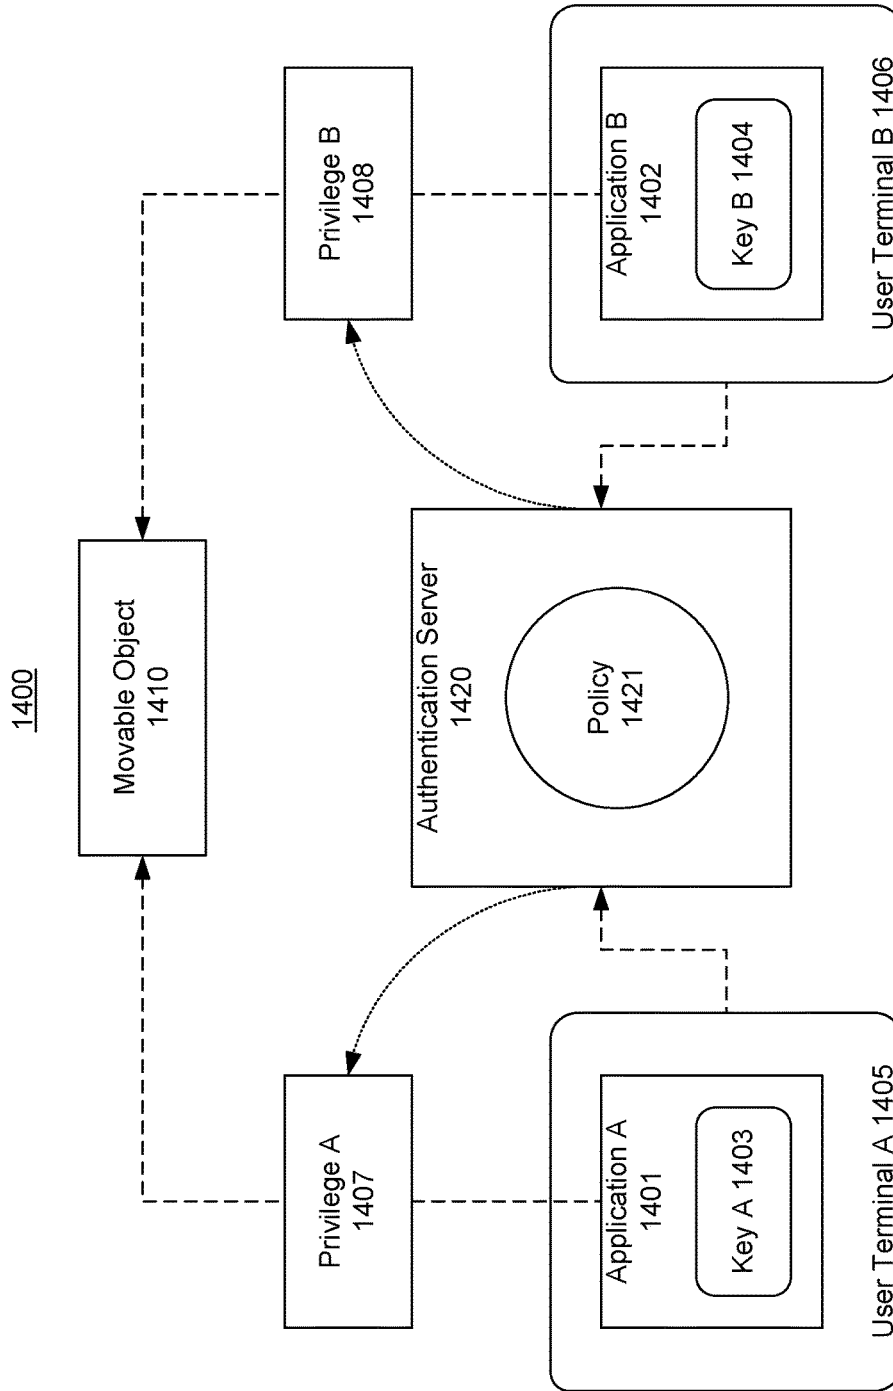 1400
Movable Object
1410
Privilege A
1407
Privilege B
1408
Authentication Server
1420
Policy
1421
Application A
1401
Key A 1403
User Terminal A 1405
Application B
1402
Key B 1404
User Terminal B 1406